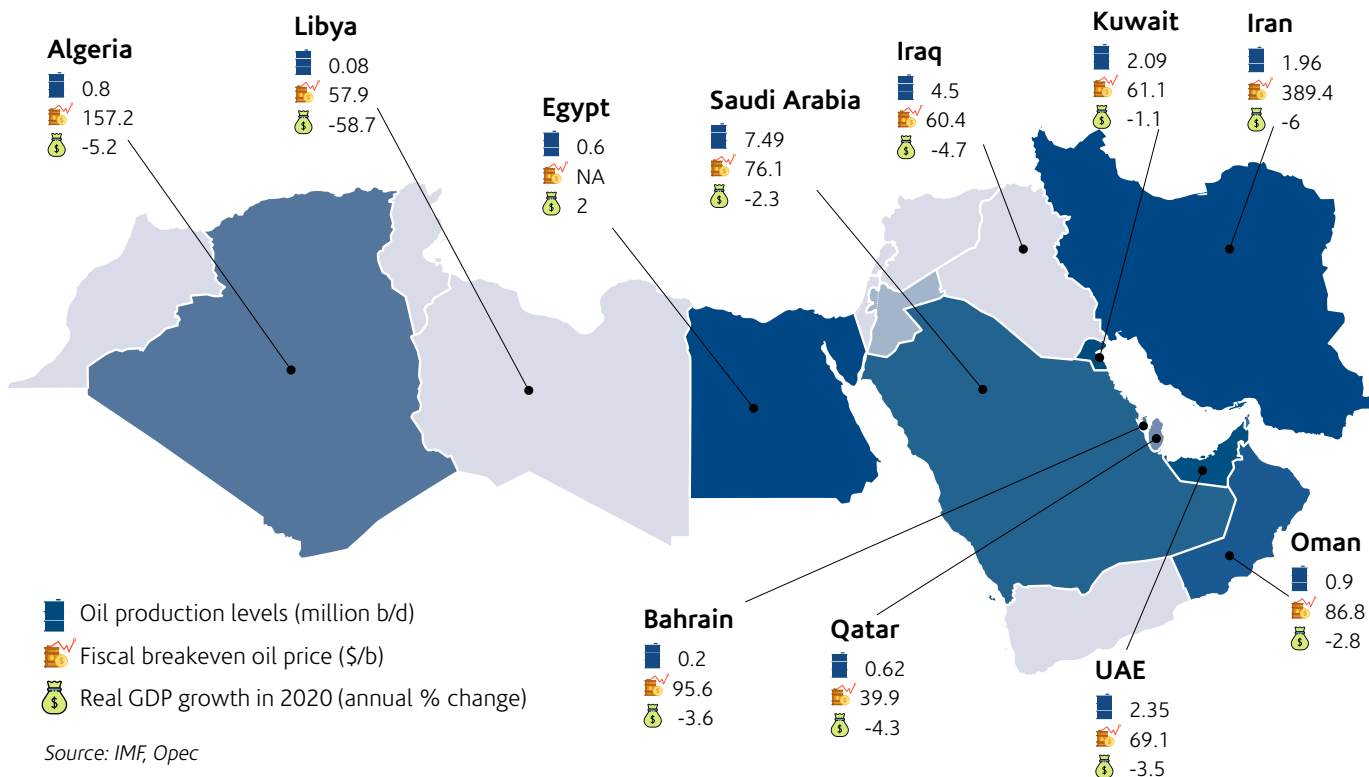 Algeria
0.8
157.2
-5.2
Libya
0.08
57.9
-58.7
Egypt
0.6
NA
2
Saudi Arabia
7.49
76.1
-2.3
Iraq
4.5
60.4
-4.7
Kuwait
2.09
61.1
-1.1
Iran
1.96
389.4
-6
Bahrain
0.2
95.6
-3.6
Qatar
0.62
39.9
-4.3
UAE
2.35
69.1
-3.5
Oman
0.9
86.8
-2.8
Oil production levels (million b/d)
Fiscal breakeven oil price ($/b)
Real GDP growth in 2020 (annual % change)
Source: IMF, Opec